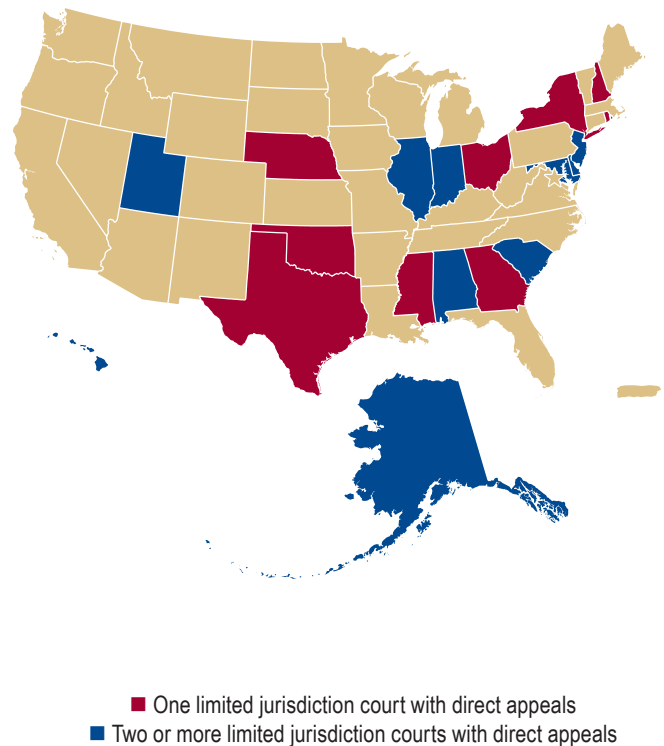 One limited jurisdiction court with direct appeals
Two or more limited jurisdiction courts with direct appeals